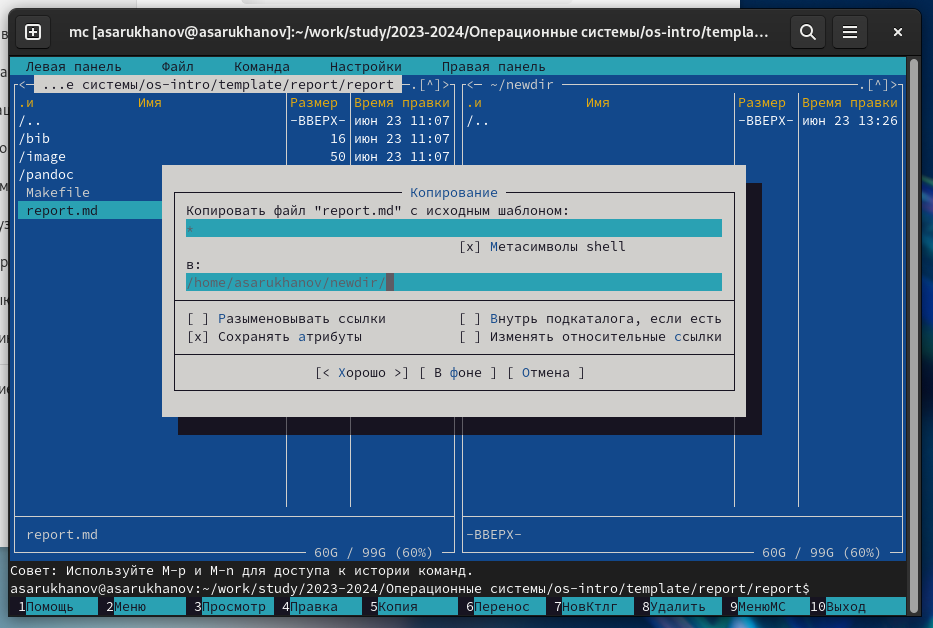 mc [asarukhanov@asarukhanov]:~/work/study/2023-2024/Операционные системы/os-intro/templa...
Левая панель Файл Команда Настройки Правая панель
<— ...е системы/os-intro/template/report/report —.[^]>
<— ~/newdir —.[^]>
.и Имя Размер Время правки
.и Имя Размер Время правки
/.. -ВВЕРХ- июн 23 11:07
/.. -ВВЕРХ- июн 23 13:26
/bib 16 июн 23 11:07
/image 50 июн 23 11:07
/pandoc
Makefile
report.md
Копирование
Копировать файл "report.md" с исходным шаблоном:
*
[x] Метасимволы shell
в:
/home/asarukhanov/newdir/
[ ] Разыменовывать ссылки [ ] Внутрь подкаталога, если есть
[x] Сохранять атрибуты [ ] Изменять относительные ссылки
[< Хорошо >] [ В фоне ] [ Отмена ]
report.md
-ВВЕРХ-
60G / 99G (60%)
60G / 99G (60%)
Совет: Используйте M-p и M-n для доступа к истории команд.
asarukhanov@asarukhanov:~/work/study/2023-2024/Операционные системы/os-intro/template/report/report$
1Помощь 2Меню 3Просмотр 4Правка 5Копия 6Перенос 7НовКтлг 8Удалить 9МенюМС 10Выход